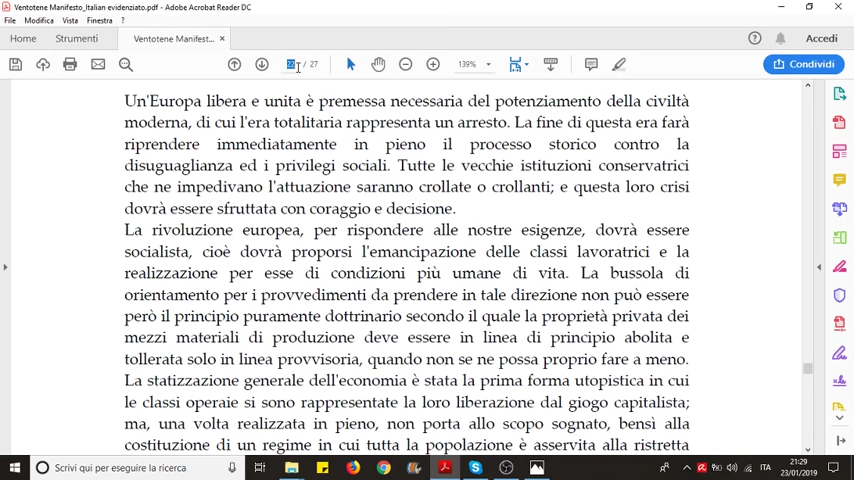 Ventotene Manifesto_Italian evidenziato.pdf - Adobe Acrobat Reader DC
File Modifica Vista Finestra ?
Home Strumenti Ventotene Manifest... × Accedi
22 / 27 139% Condividi
Un'Europa libera e unita è premessa necessaria del potenziamento della civiltà
moderna, di cui l'era totalitaria rappresenta un arresto. La fine di questa era farà
riprendere immediatamente in pieno il processo storico contro la
disuguaglianza ed i privilegi sociali. Tutte le vecchie istituzioni conservatrici
che ne impedivano l'attuazione saranno crollate o crollanti; e questa loro crisi
dovrà essere sfruttata con coraggio e decisione.
La rivoluzione europea, per rispondere alle nostre esigenze, dovrà essere
socialista, cioè dovrà proporsi l'emancipazione delle classi lavoratrici e la
realizzazione per esse di condizioni più umane di vita. La bussola di
orientamento per i provvedimenti da prendere in tale direzione non può essere
però il principio puramente dottrinario secondo il quale la proprietà privata dei
mezzi materiali di produzione deve essere in linea di principio abolita e
tollerata solo in linea provvisoria, quando non se ne possa proprio fare a meno.
La statizzazione generale dell'economia è stata la prima forma utopistica in cui
le classi operaie si sono rappresentate la loro liberazione dal giogo capitalista;
ma, una volta realizzata in pieno, non porta allo scopo sognato, bensì alla
costituzione di un regime in cui tutta la popolazione è asservita alla ristretta
Scrivi qui per eseguire la ricerca ITA 21:29
23/01/2019